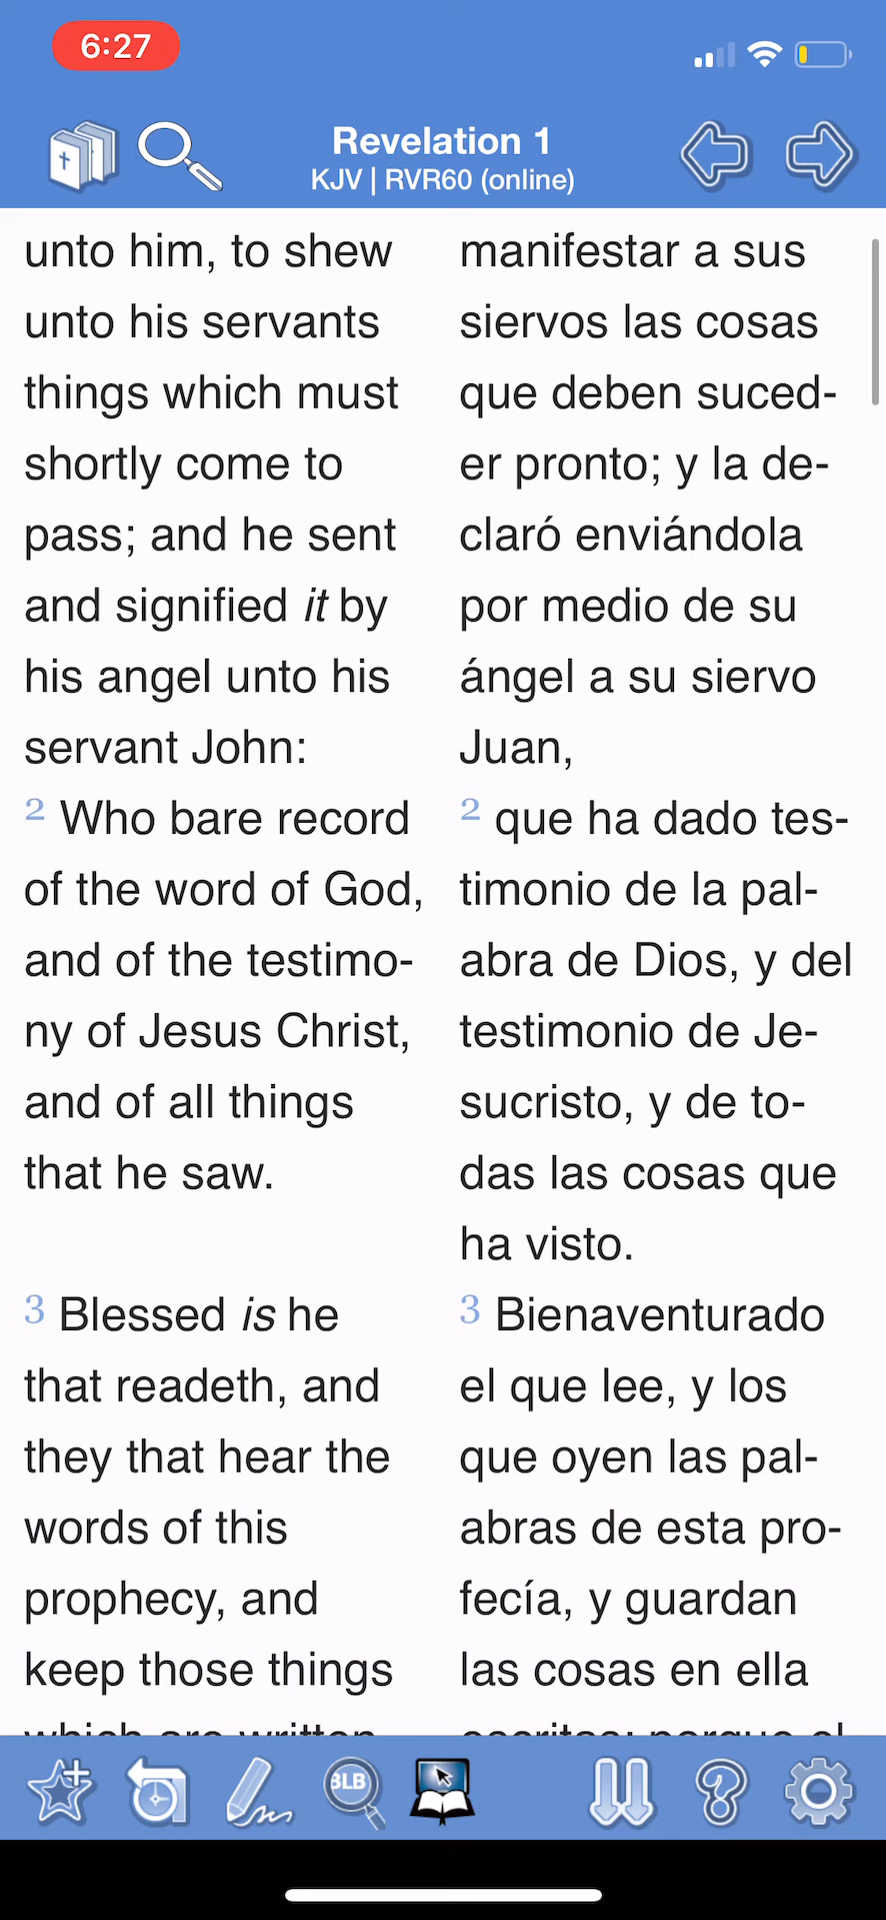 6:27
Revelation 1
KJV | RVR60 (online)
unto him, to shew
unto his servants
things which must
shortly come to
pass; and he sent
and signified it by
his angel unto his
servant John:
2 Who bare record
of the word of God,
and of the testimo-
ny of Jesus Christ,
and of all things
that he saw.
3 Blessed is he
that readeth, and
they that hear the
words of this
prophecy, and
keep those things
which are written
manifestar a sus
siervos las cosas
que deben suced-
er pronto; y la de-
claró enviándola
por medio de su
ángel a su siervo
Juan,
2 que ha dado tes-
timonio de la pal-
abra de Dios, y del
testimonio de Je-
sucristo, y de to-
das las cosas que
ha visto.
3 Bienaventurado
el que lee, y los
que oyen las pal-
abras de esta pro-
fecía, y guardan
las cosas en ella
escritas; porque el
BLB